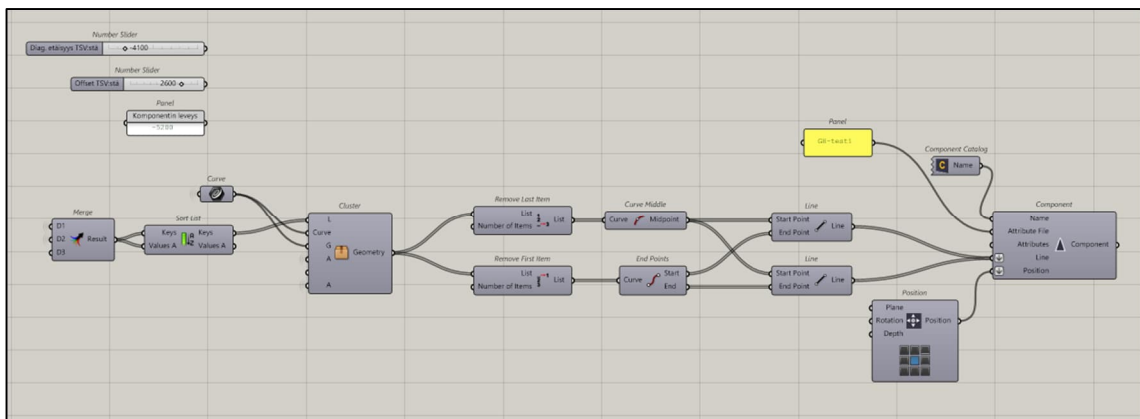 Number Slider
Diag. etäisyys TSV:stä -4100
Number Slider
Offset TSV:stä 2600
Panel
Komponentin leveys
-5200
Curve
Merge
D1
D2
D3
Result
Sort List
Keys
Values A
Keys
Values A
Cluster
L
Curve
G
A
A
Geometry
Remove Last Item
List
Number of Items
List
Remove First Item
List
Number of Items
List
Curve Middle
Curve Midpoint
End Points
Curve
Start
End
Line
Start Point
End Point
Line
Line
Start Point
End Point
Line
Panel
GH-test1
Component Catalog
C Name
Component
Name
Attribute File
Attributes
Line
Position
Component
Position
Plane
Rotation
Depth
Position